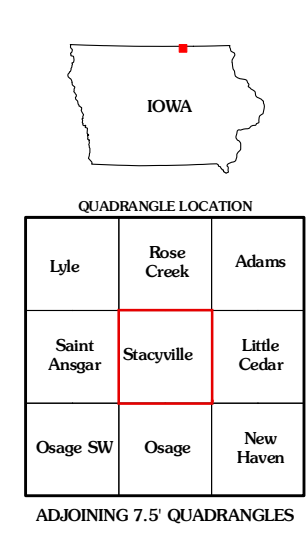 IOWA
QUADRANGLE LOCATION
Lyle
Rose
Creek
Adams
Saint
Ansgar
Stacyville
Little
Cedar
Osage SW
Osage
New
Haven
ADJOINING 7.5' QUADRANGLES